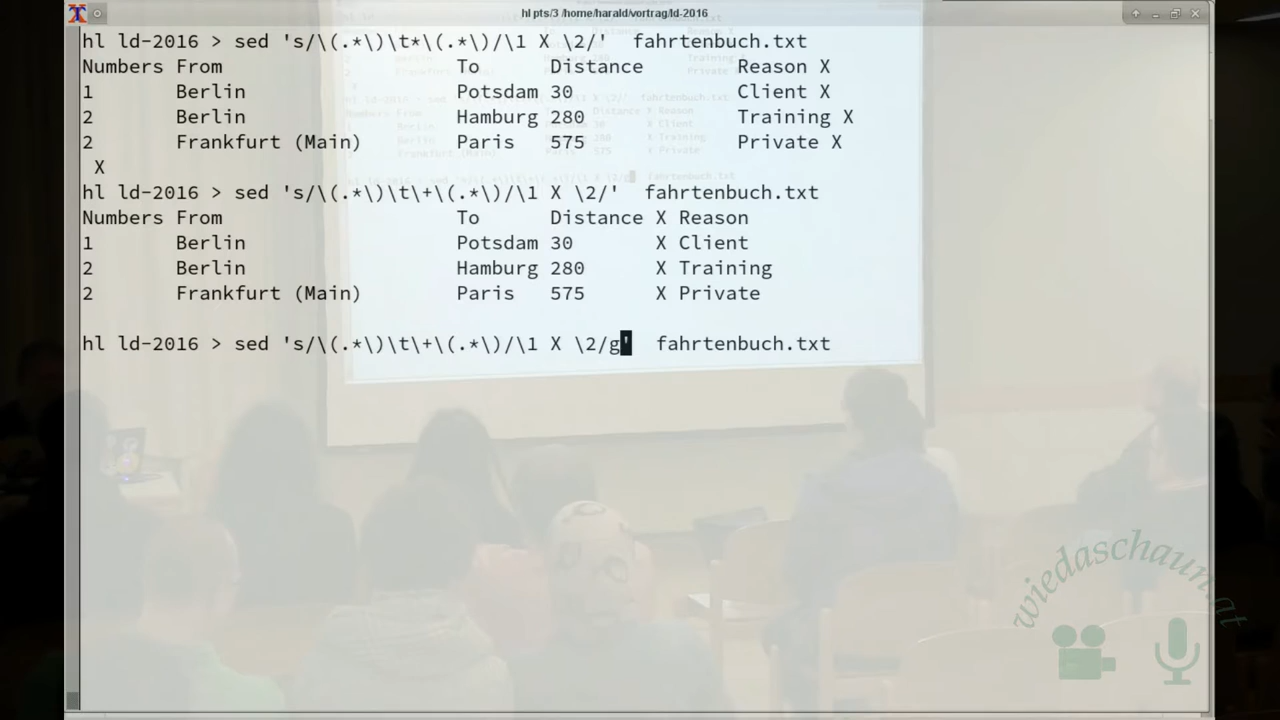 hl pts/3 /home/harald/vortrag/ld-2016
hl ld-2016 > sed 's/\(.*\)\t*\(.*\)/\1 X \2/'  fahrtenbuch.txt
Numbers From To Distance Reason X
1 Berlin Potsdam 30 Client X
2 Berlin Hamburg 280 Training X
2 Frankfurt (Main) Paris 575 Private X
 X
hl ld-2016 > sed 's/\(.*\)\t\+\(.*\)/\1 X \2/'  fahrtenbuch.txt
Numbers From To Distance X Reason
1 Berlin Potsdam 30 X Client
2 Berlin Hamburg 280 X Training
2 Frankfurt (Main) Paris 575 X Private
hl ld-2016 > sed 's/\(.*\)\t\+\(.*\)/\1 X \2/g'  fahrtenbuch.txt
wiedaschaun.at